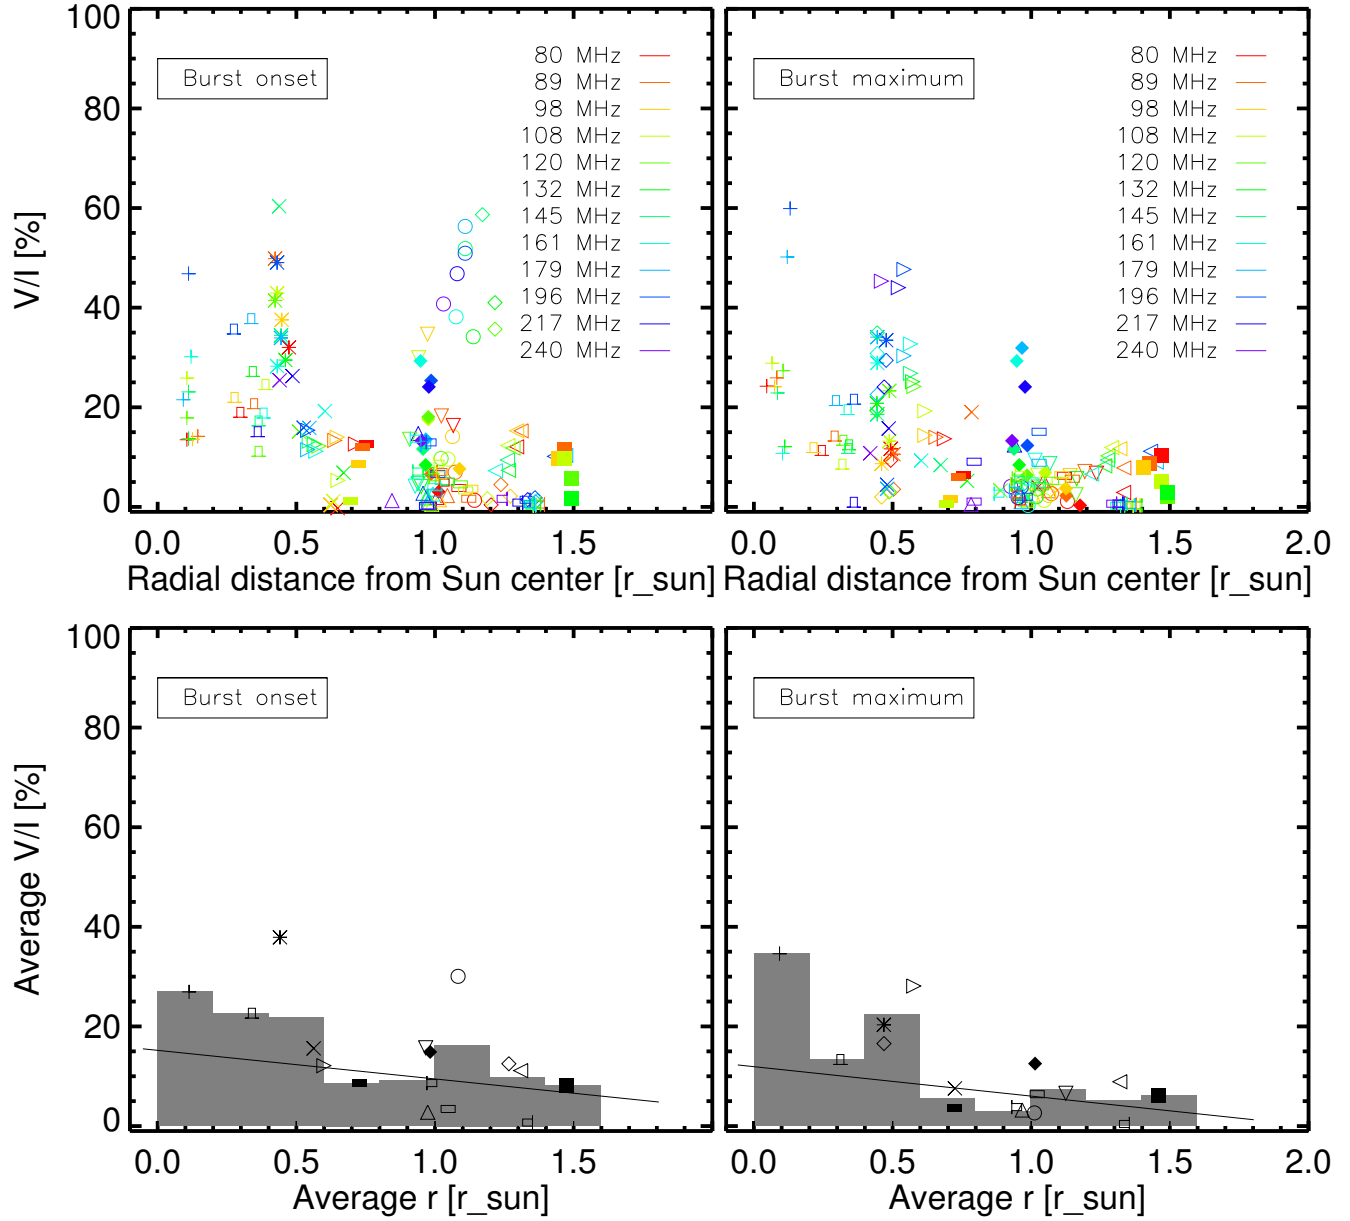 100
80
60
40
20
0
V/I [%]
Burst onset
80 MHz
89 MHz
98 MHz
108 MHz
120 MHz
132 MHz
145 MHz
161 MHz
179 MHz
196 MHz
217 MHz
240 MHz
0.0 0.5 1.0 1.5
Radial distance from Sun center [r_sun]
Burst maximum
80 MHz
89 MHz
98 MHz
108 MHz
120 MHz
132 MHz
145 MHz
161 MHz
179 MHz
196 MHz
217 MHz
240 MHz
0.0 0.5 1.0 1.5 2.0
Radial distance from Sun center [r_sun]
100
80
60
40
20
0
Average V/I [%]
Burst onset
0.0 0.5 1.0 1.5
Average r [r_sun]
Burst maximum
0.0 0.5 1.0 1.5 2.0
Average r [r_sun]